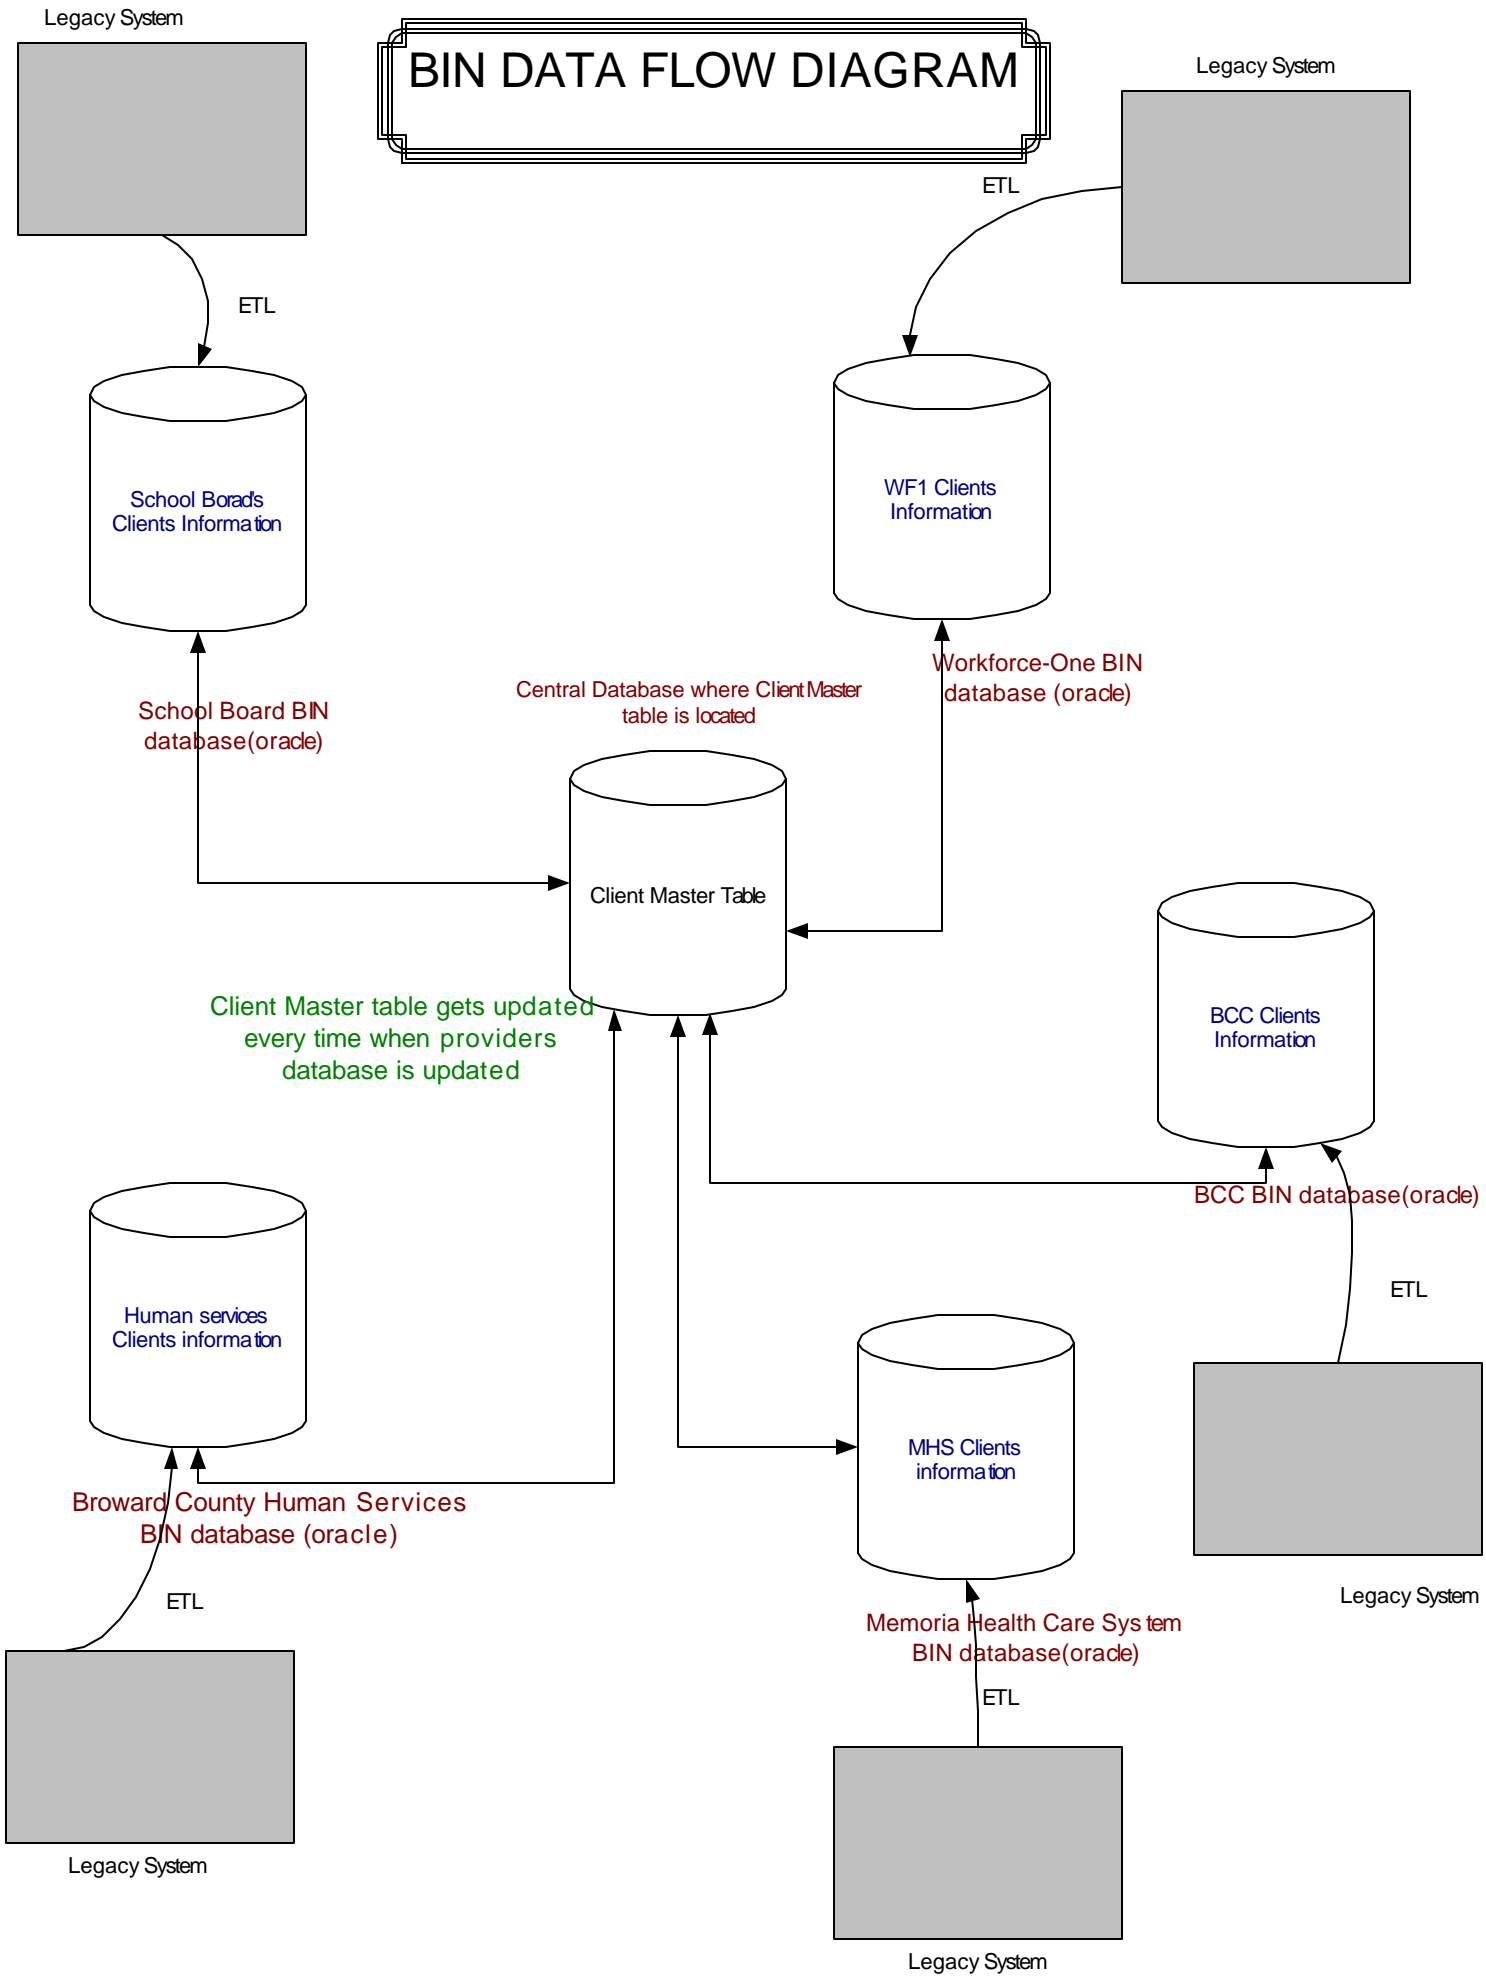 Legacy System
BIN DATA FLOW DIAGRAM
Legacy System
ETL
ETL
School Borad's
Clients Information
WF1 Clients
Information
Workforce-One BIN
database (oracle)
Central Database where Client Master
table is located
School Board BIN
database(oracle)
Client Master Table
Client Master table gets updated
every time when providers
database is updated
BCC Clients
Information
BCC BIN database(oracle)
ETL
Human services
Clients information
MHS Clients
information
Broward County Human Services
BIN database (oracle)
ETL
Legacy System
Memoria Health Care System
BIN database(oracle)
ETL
Legacy System
Legacy System